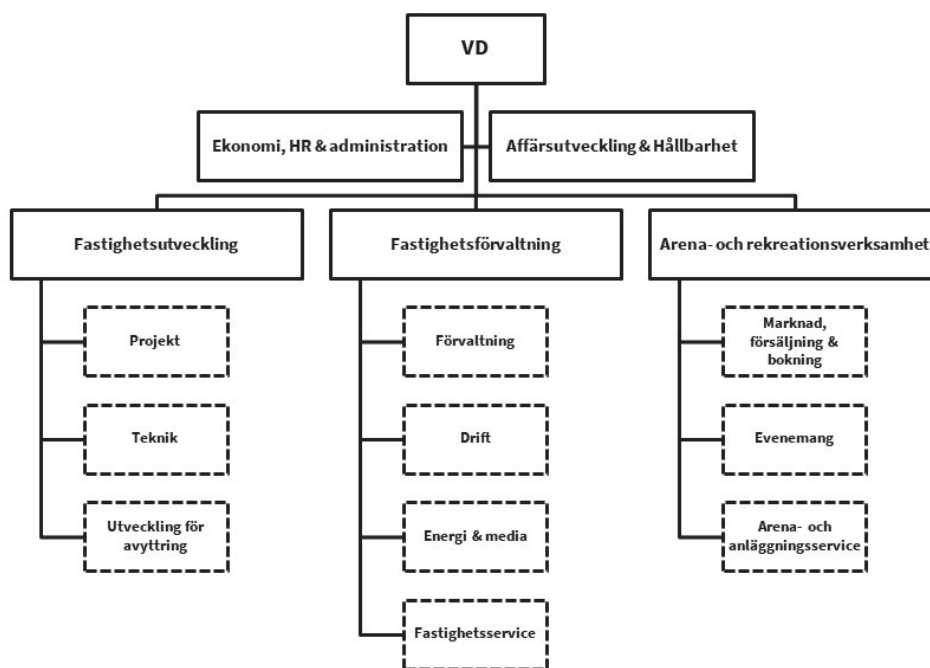 VD
Ekonomi, HR & administration
Affärsutveckling & Hållbarhet
Fastighetsutveckling
Fastighetsförvaltning
Arena- och rekreationsverksamhet
Projekt
Förvaltning
Marknad,
försäljning &
bokning
Teknik
Drift
Evenemang
Utveckling för
avyttring
Energi & media
Arena- och
anläggningsservice
Fastighetsservice